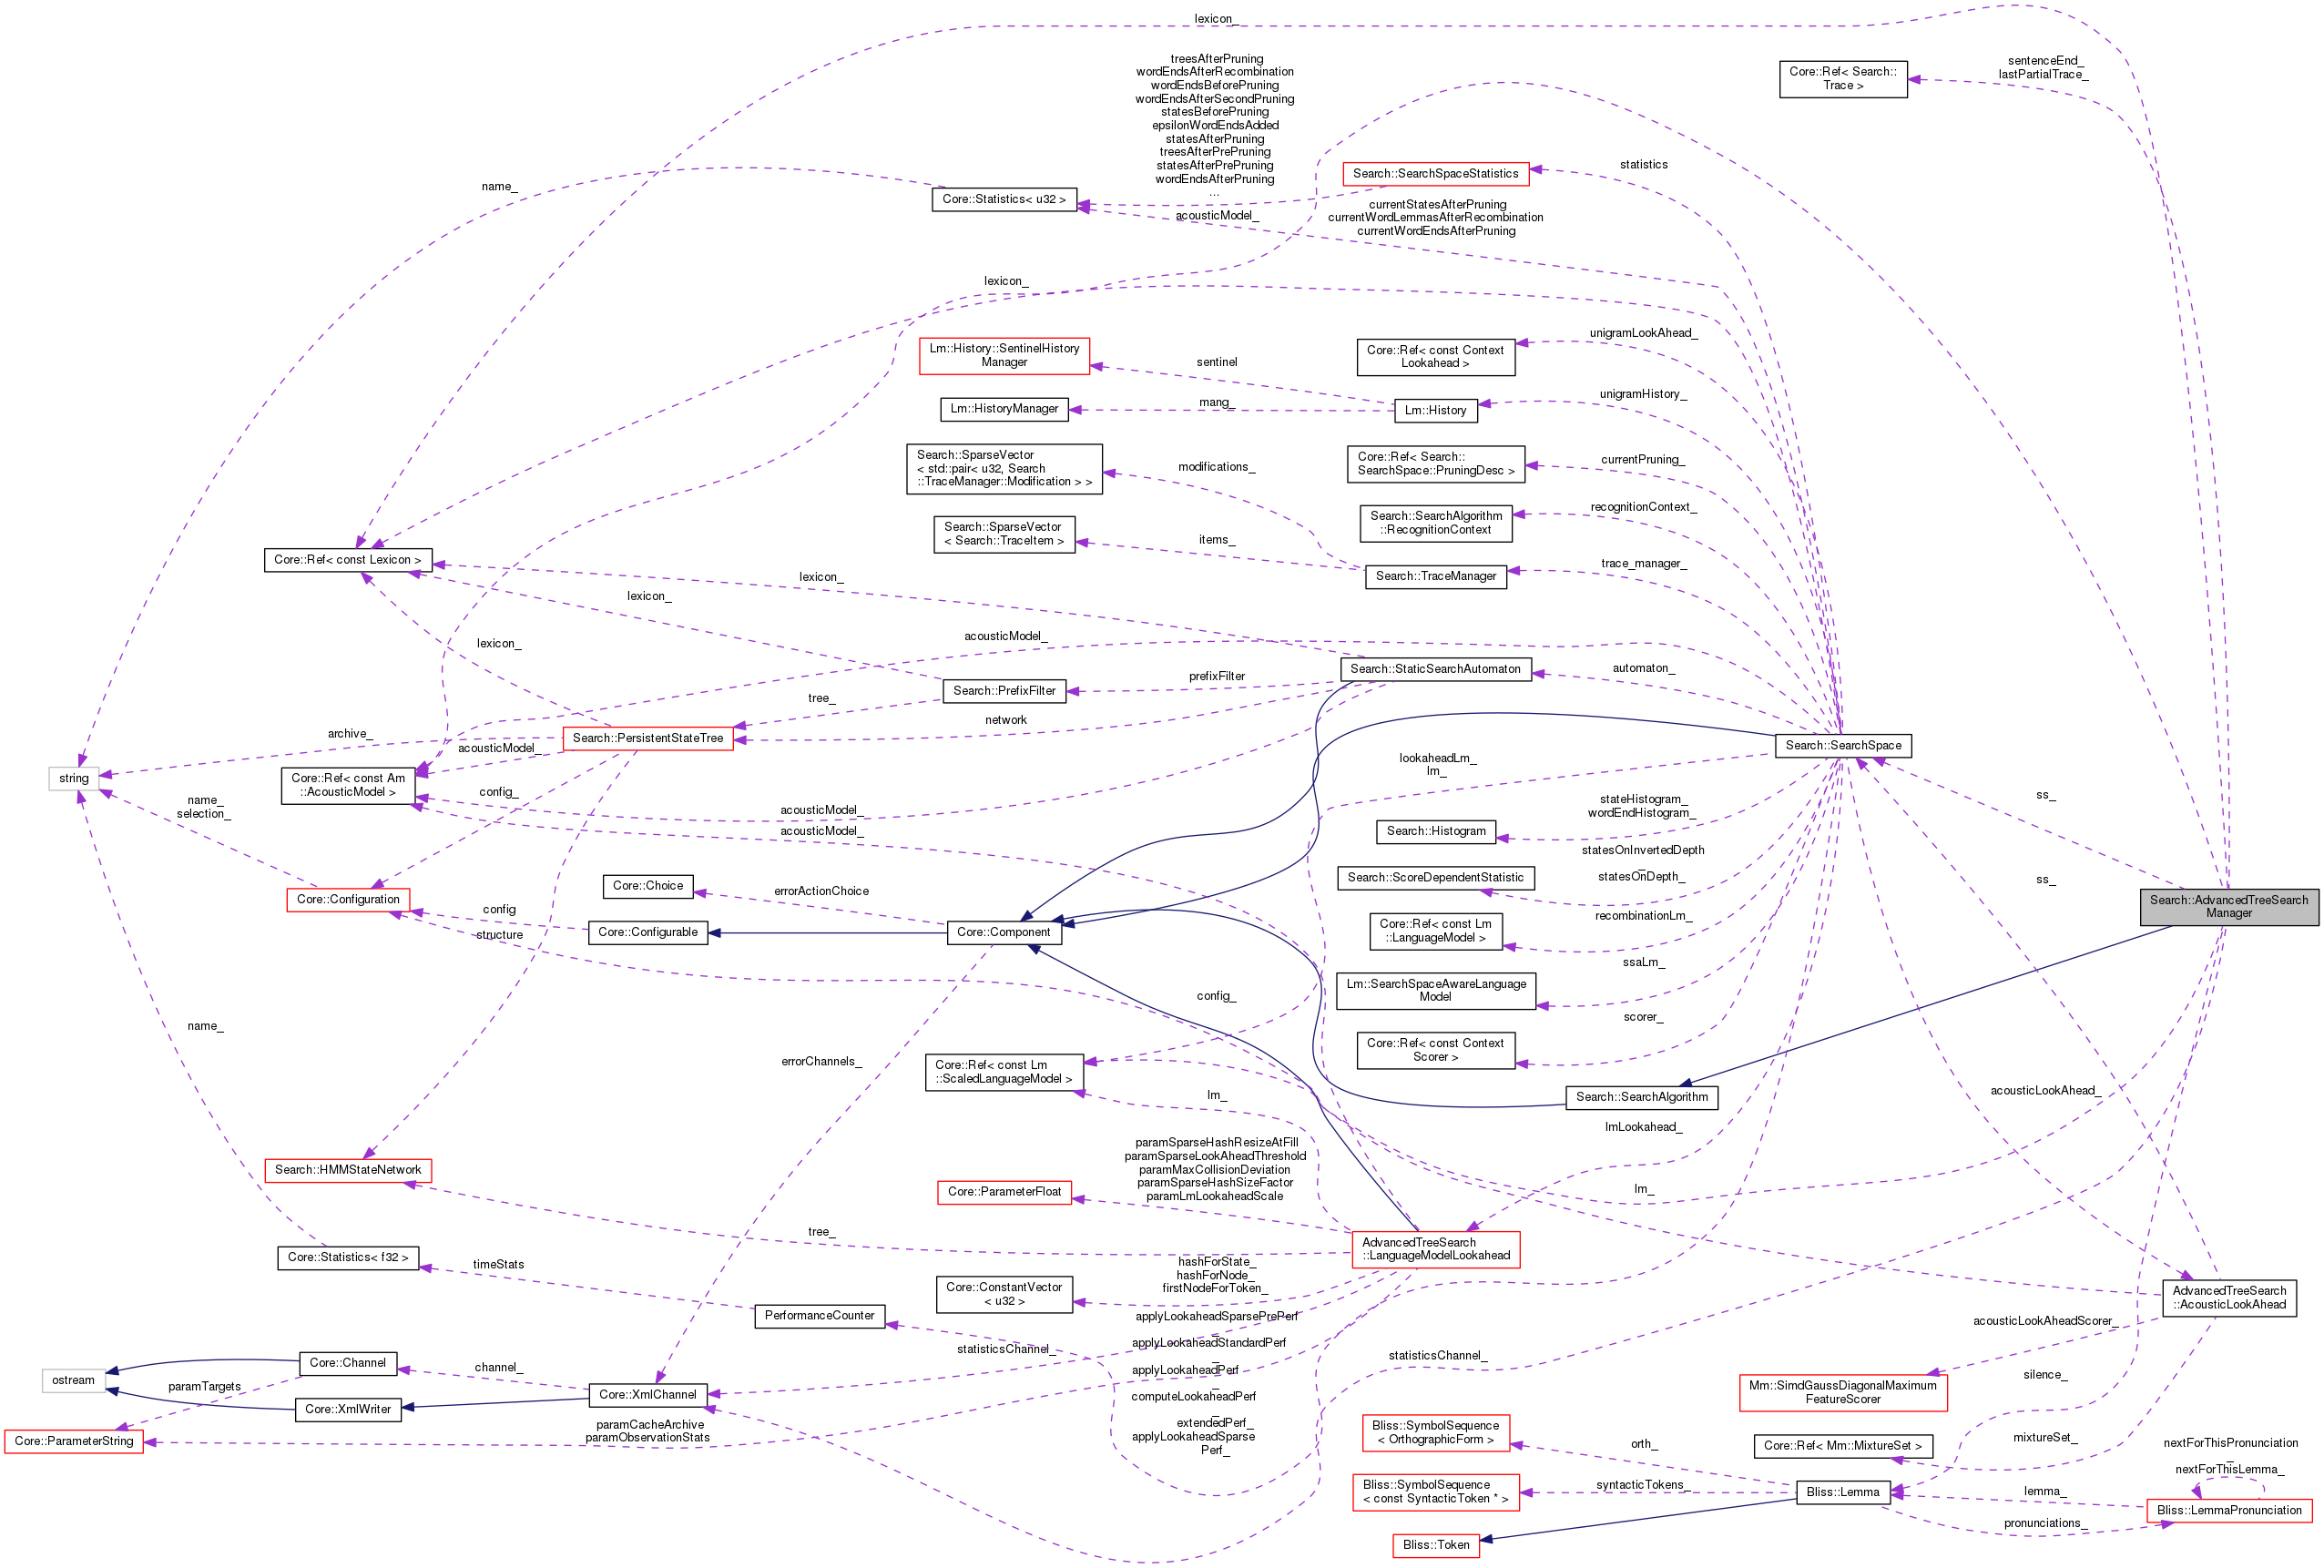 lexicon_
sentenceEnd_
lastPartialTrace_
Core::Ref< Search::
Trace >
treesAfterPruning
wordEndsAfterRecombination
wordEndsBeforePruning
wordEndsAfterSecondPruning
statesBeforePruning
epsilonWordEndsAdded
statesAfterPruning
treesAfterPrePruning
statesAfterPrePruning
wordEndsAfterPruning
...
statistics
Search::SearchSpaceStatistics
name_
Core::Statistics< u32 >
acousticModel_
currentStatesAfterPruning
currentWordLemmasAfterRecombination
currentWordEndsAfterPruning
lexicon_
unigramLookAhead_
Core::Ref< const Context
Lookahead >
Lm::History::SentinelHistory
Manager
sentinel
unigramHistory_
Lm::HistoryManager
mang_
Lm::History
Search::SparseVector
< std::pair< u32, Search
::TraceManager::Modification > >
modifications_
Core::Ref< Search::
SearchSpace::PruningDesc >
currentPruning_
Search::SearchAlgorithm
::RecognitionContext
recognitionContext_
Search::SparseVector
< Search::TraceItem >
items_
Search::TraceManager
trace_manager_
Core::Ref< const Lexicon >
lexicon_
lexicon_
lexicon_
acousticModel_
Search::StaticSearchAutomaton
automaton_
prefixFilter
Search::PrefixFilter
tree_
network
archive_
Search::PersistentStateTree
acousticModel_
Search::SearchSpace
string
Core::Ref< const Am
::AcousticModel >
config_
lookaheadLm_
lm_
ss_
name_
selection_
acousticModel_
acousticModel_
stateHistogram_
wordEndHistogram_
Search::Histogram
statesOnInvertedDepth
_
statesOnDepth_
Search::ScoreDependentStatistic
ss_
Core::Configuration
Core::Choice
errorActionChoice
Search::AdvancedTreeSearch
Manager
config
structure
Core::Configurable
Core::Component
Core::Ref< const Lm
::LanguageModel >
recombinationLm_
config_
Lm::SearchSpaceAwareLanguage
Model
ssaLm_
name_
scorer_
Core::Ref< const Context
Scorer >
errorChannels_
Core::Ref< const Lm
::ScaledLanguageModel >
lm_
Search::SearchAlgorithm
acousticLookAhead_
lmLookahead_
Search::HMMStateNetwork
paramSparseHashResizeAtFill
paramSparseLookAheadThreshold
paramMaxCollisionDeviation
paramSparseHashSizeFactor
paramLmLookaheadScale
Core::ParameterFloat
lm_
tree_
AdvancedTreeSearch
::LanguageModelLookahead
Core::Statistics< f32 >
timeStats
Core::ConstantVector
< u32 >
hashForState_
hashForNode_
firstNodeForToken_
AdvancedTreeSearch
::AcousticLookAhead
PerformanceCounter
applyLookaheadSparsePrePerf
_
applyLookaheadStandardPerf
_
applyLookaheadPerf
_
computeLookaheadPerf
_
extendedPerf_
applyLookaheadSparse
Perf_
statisticsChannel_
statisticsChannel_
acousticLookAheadScorer_
Core::Channel
channel_
ostream
paramTargets
Core::XmlWriter
Core::XmlChannel
silence_
Mm::SimdGaussDiagonalMaximum
FeatureScorer
Core::ParameterString
paramCacheArchive
paramObservationStats
Bliss::SymbolSequence
< OrthographicForm >
orth_
Core::Ref< Mm::MixtureSet >
mixtureSet_
nextForThisPronunciation
_
nextForThisLemma_
Bliss::SymbolSequence
< const SyntacticToken * >
syntacticTokens_
Bliss::Lemma
lemma_
Bliss::LemmaPronunciation
pronunciations_
Bliss::Token